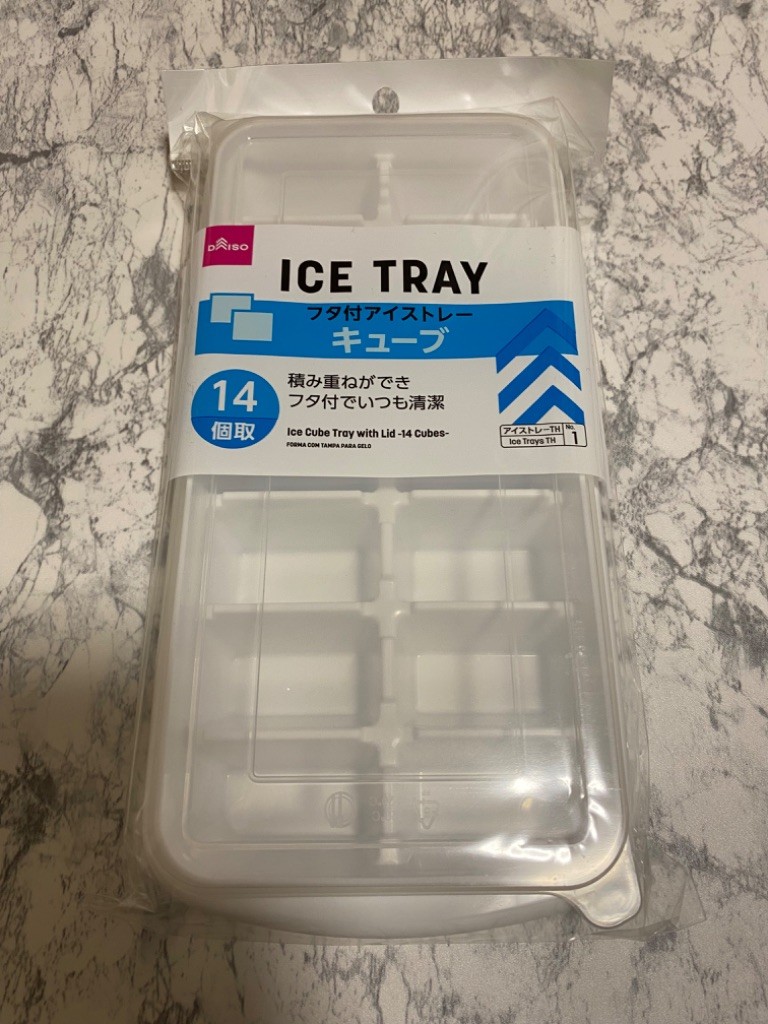 DAISO
ICE TRAY
フタ付アイストレー
キューブ
14
個取
積み重ねができ
フタ付でいつも清潔
Ice Cube Tray with Lid -14 Cubes-
FORMA COM TAMPA PARA GELO
アイストレーTH
Ice Trays TH
No.
1